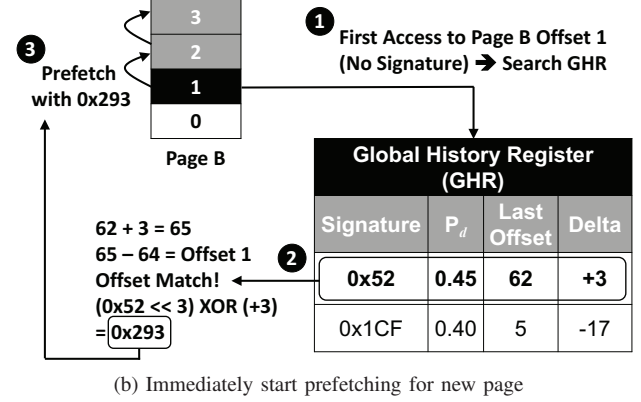 3
2
1
0
Page B
3
Prefetch
with 0x293
1
First Access to Page B Offset 1
(No Signature) ➔ Search GHR
Global History Register
(GHR)
Signature P_d Last Offset Delta
0x52 0.45 62 +3
0x1CF 0.40 5 -17
2
62 + 3 = 65
65 – 64 = Offset 1
Offset Match!
(0x52 << 3) XOR (+3)
= 0x293
(b) Immediately start prefetching for new page